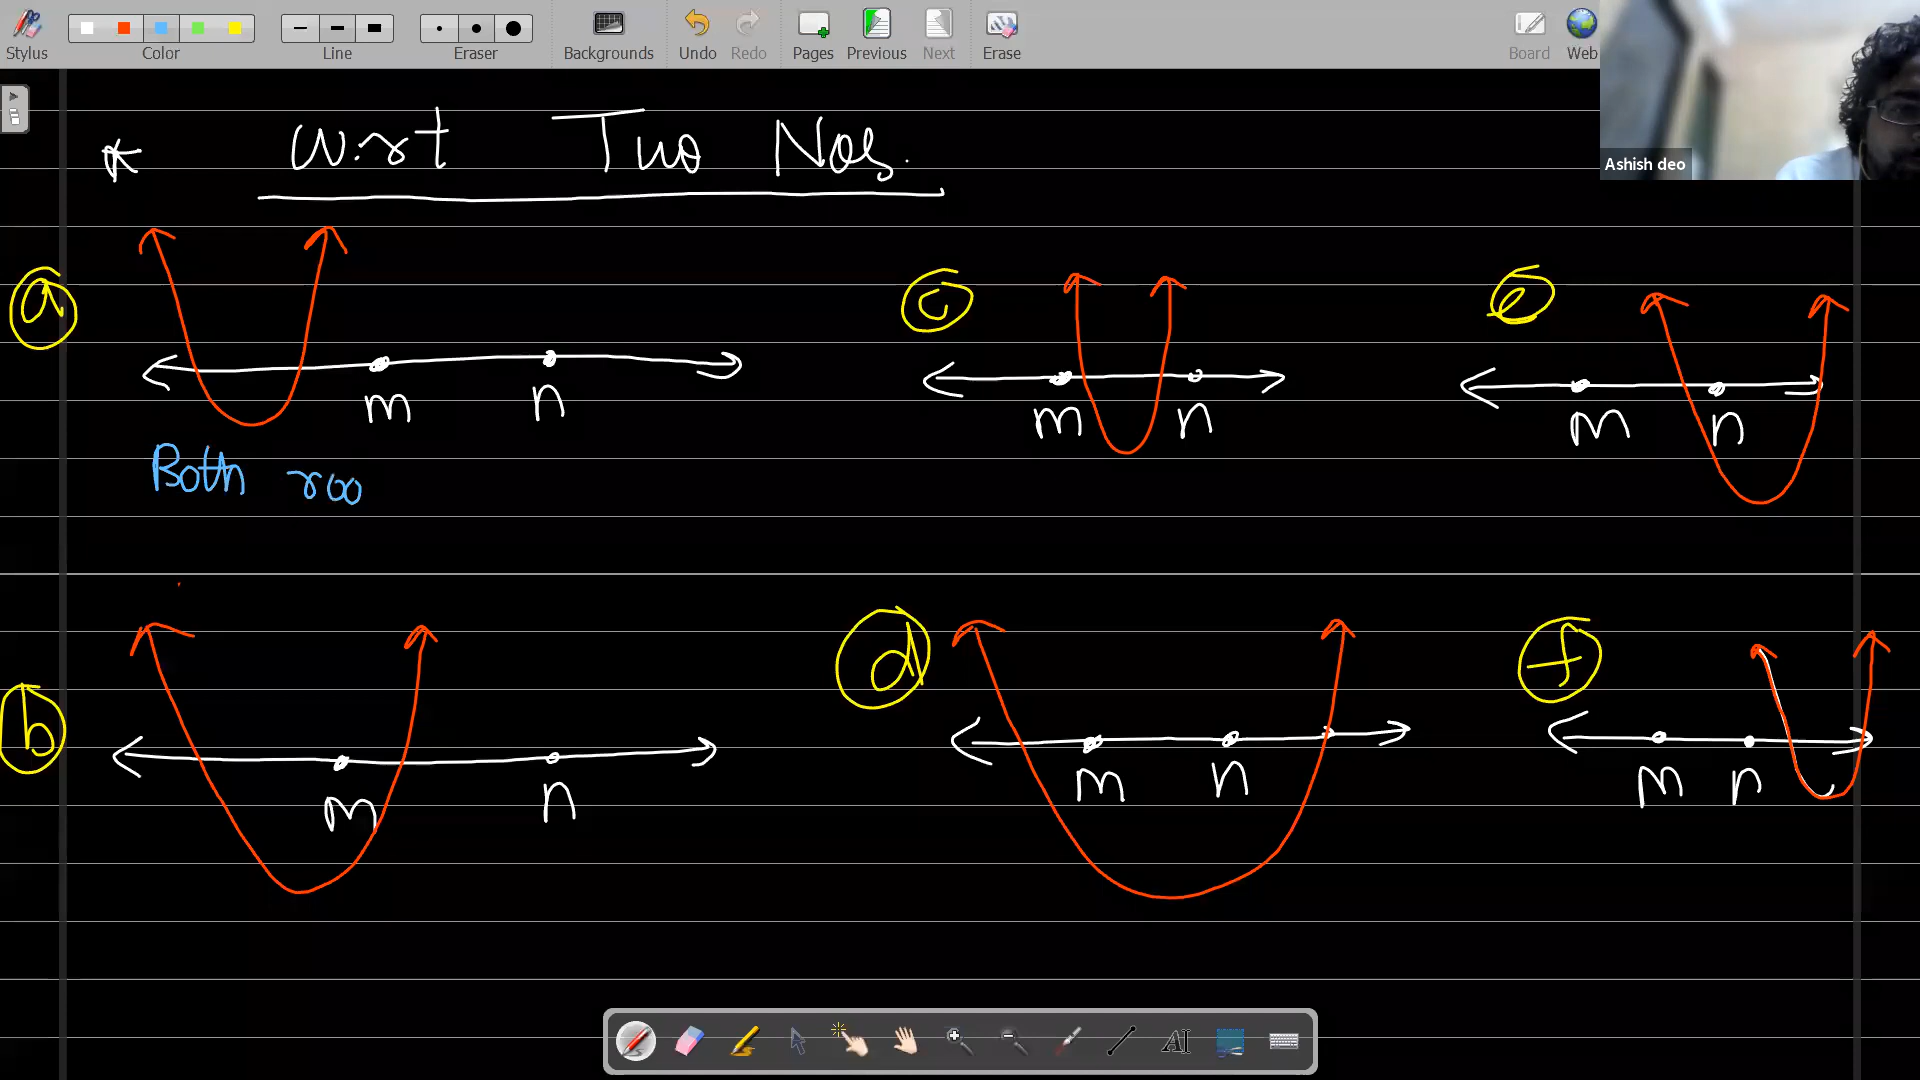 Stylus Color Line Eraser Backgrounds Undo Redo Pages Previous Next Erase Board Web
Ashish deo
* w.r.t Two Nos.
a
m n
Both roo
c
m n
e
m n
b
m n
d
m n
f
m n